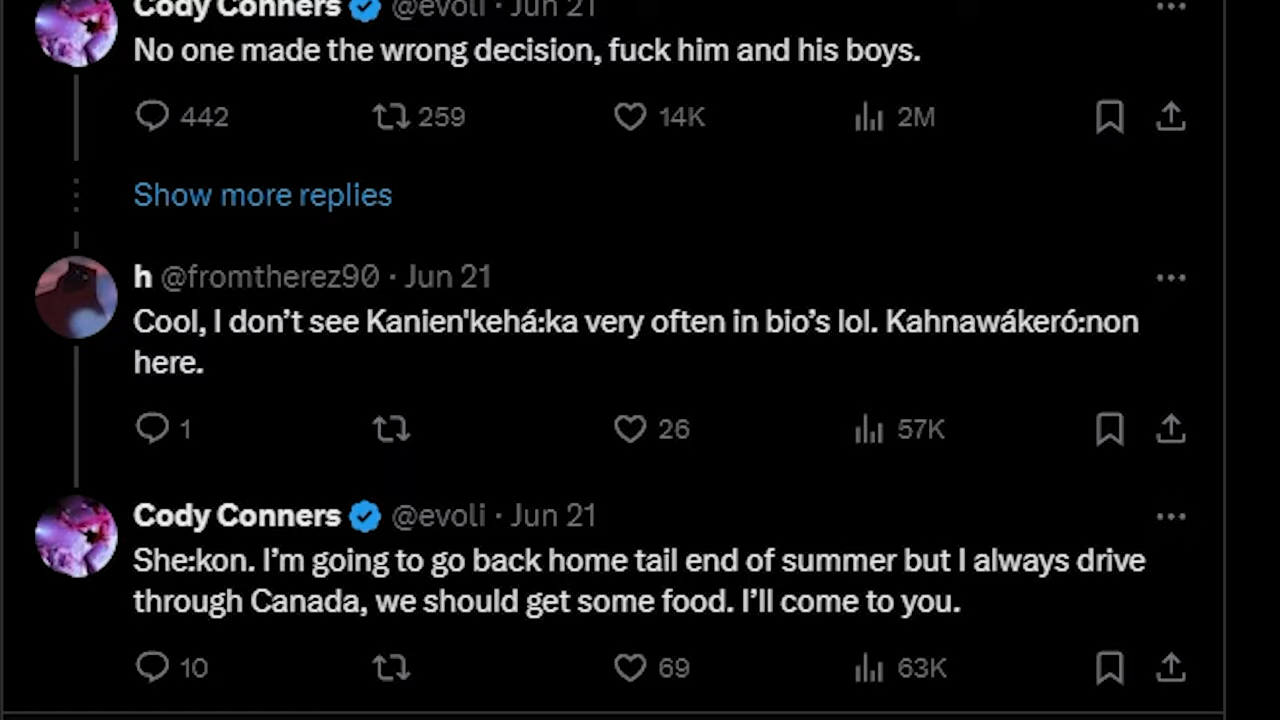 Cody Conners @evoli · Jun 21
No one made the wrong decision, fuck him and his boys.
442 259 14K 2M
Show more replies
h @fromtherez90 · Jun 21
Cool, I don’t see Kanien'kehá:ka very often in bio’s lol. Kahnawákeró:non
here.
1 26 57K
Cody Conners @evoli · Jun 21
She:kon. I’m going to go back home tail end of summer but I always drive
through Canada, we should get some food. I’ll come to you.
10 69 63K